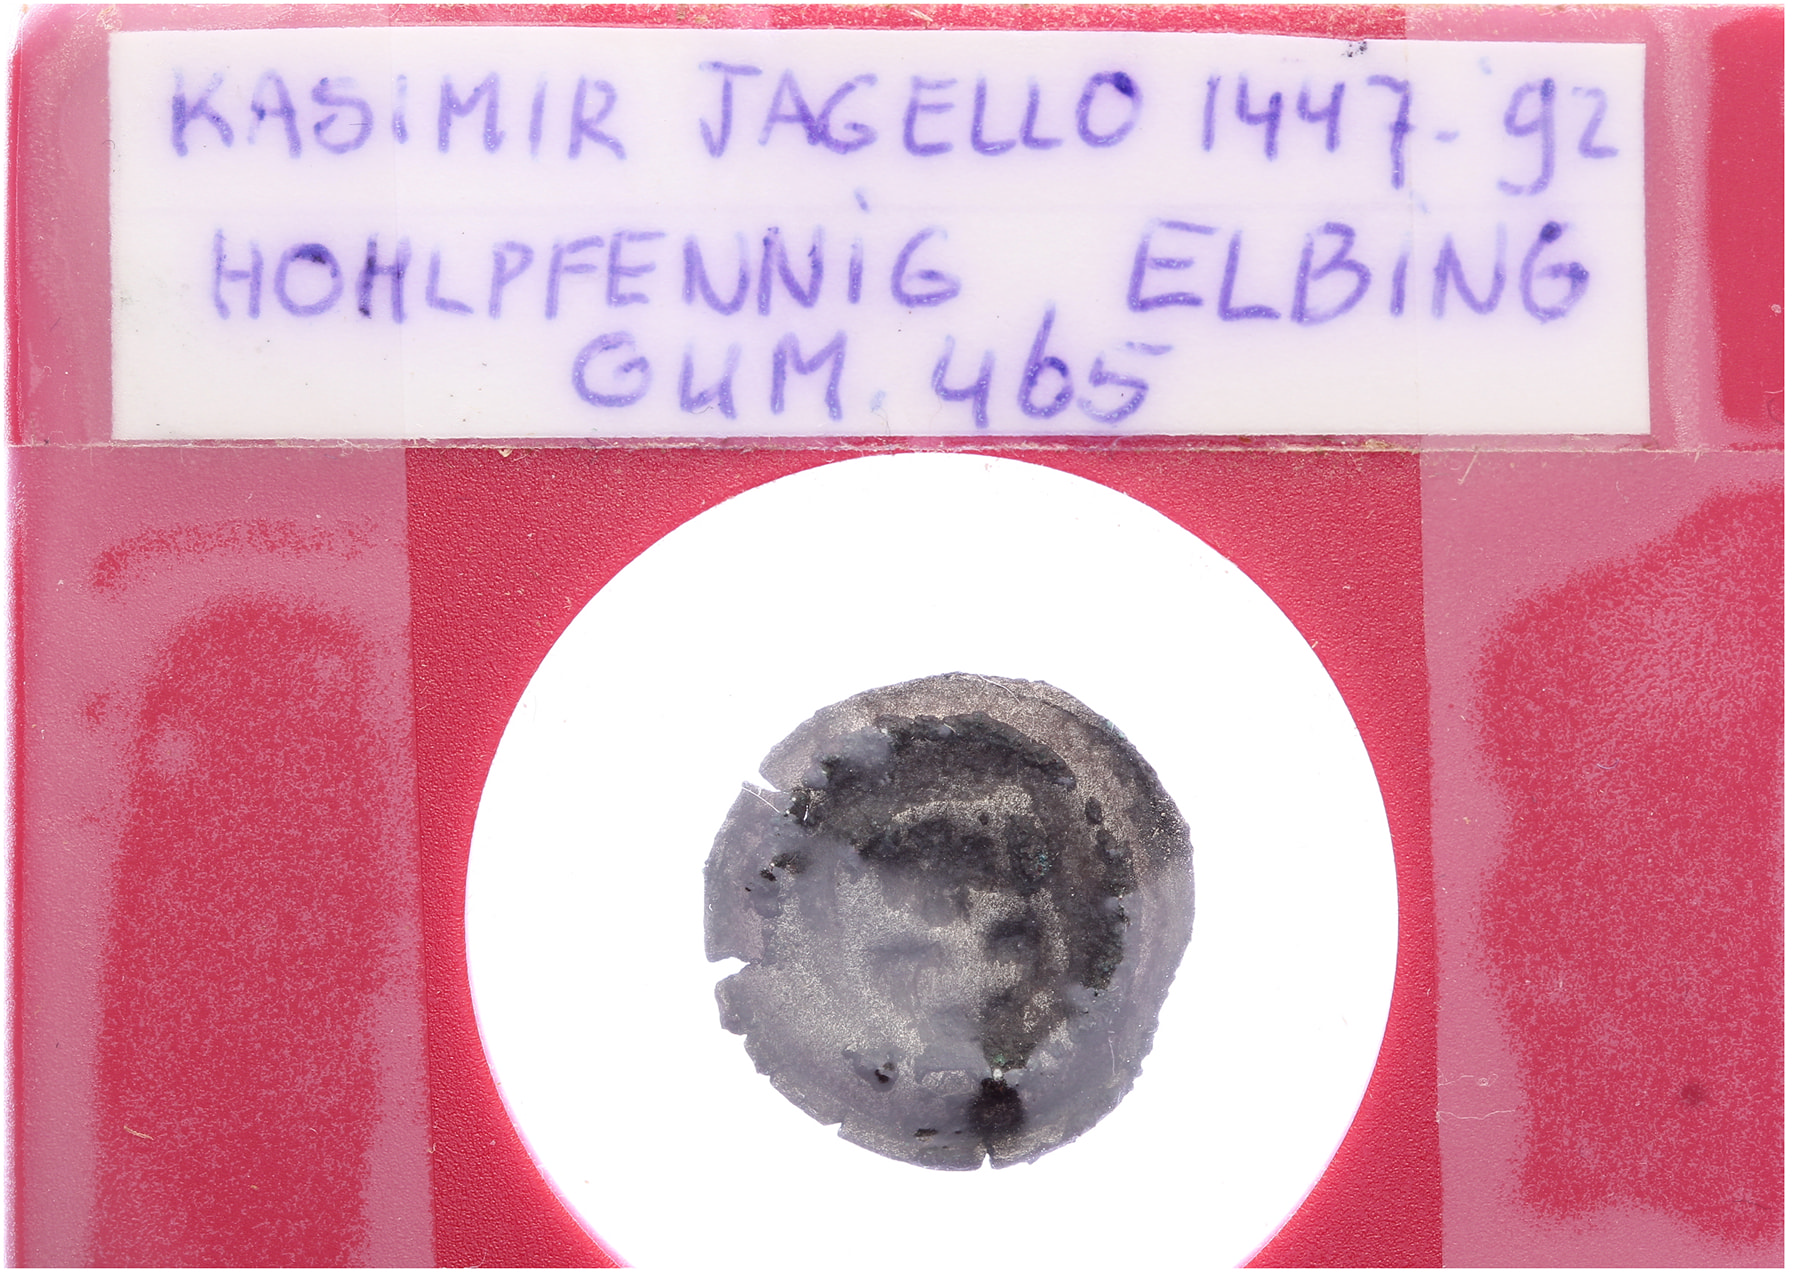 KASIMIR JAGELLO 1447-92
HOHLPFENNIG ELBING
GUM. 465